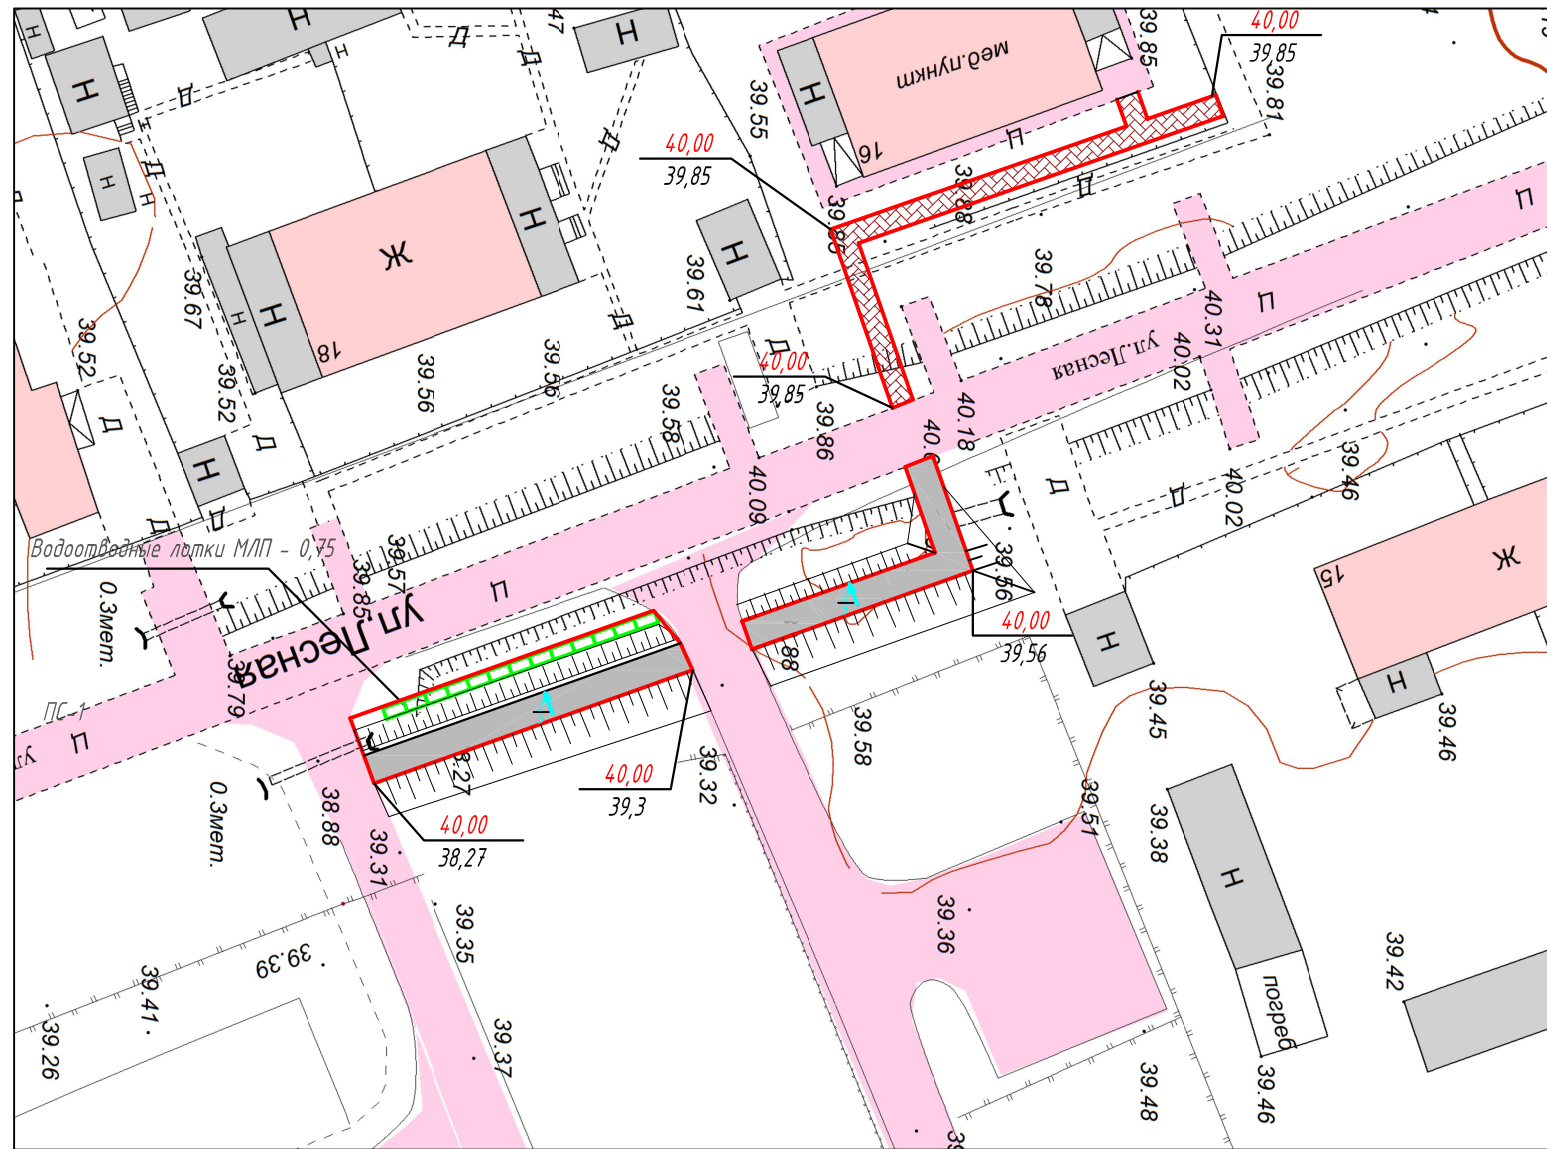 Н
Н
Н
47
Н
Д
Д
39.85
40,00
39,85
39.81
мед.пункт
Н
Н
Н
Д
39.55
Ц
16
40,00
39,85
Д
Д
Н
Н
Н
Ж
Н
Н
Н
18
39.67
39.52
39.52
39.56
39.56
39.61
Н
Д
Д
39.88
39.85
Д
39.78
Ц
Ц
40.31
40.02
ул.Лесная
40,00
39,85
39.58
39.86
40.18
40.09
Д
Д
Н
Д
Д
Водоотводные лотки МЛП - 0,75
0.3мет.
39.57
39.85
Ц
ул.Лесная
39.79
ПС-1
Ц
ул
0.3мет.
38.88
39.31
40,00
38,27
40,00
39,3
39.32
88
39.58
39.56
40,00
39,56
Д
Д
40.02
39.46
Ж
15
Н
Н
39.45
39.46
39.38
39.51
Н
погреб
39.42
39.46
39.48
39.36
39.35
39.37
39.39
39.41
39.26